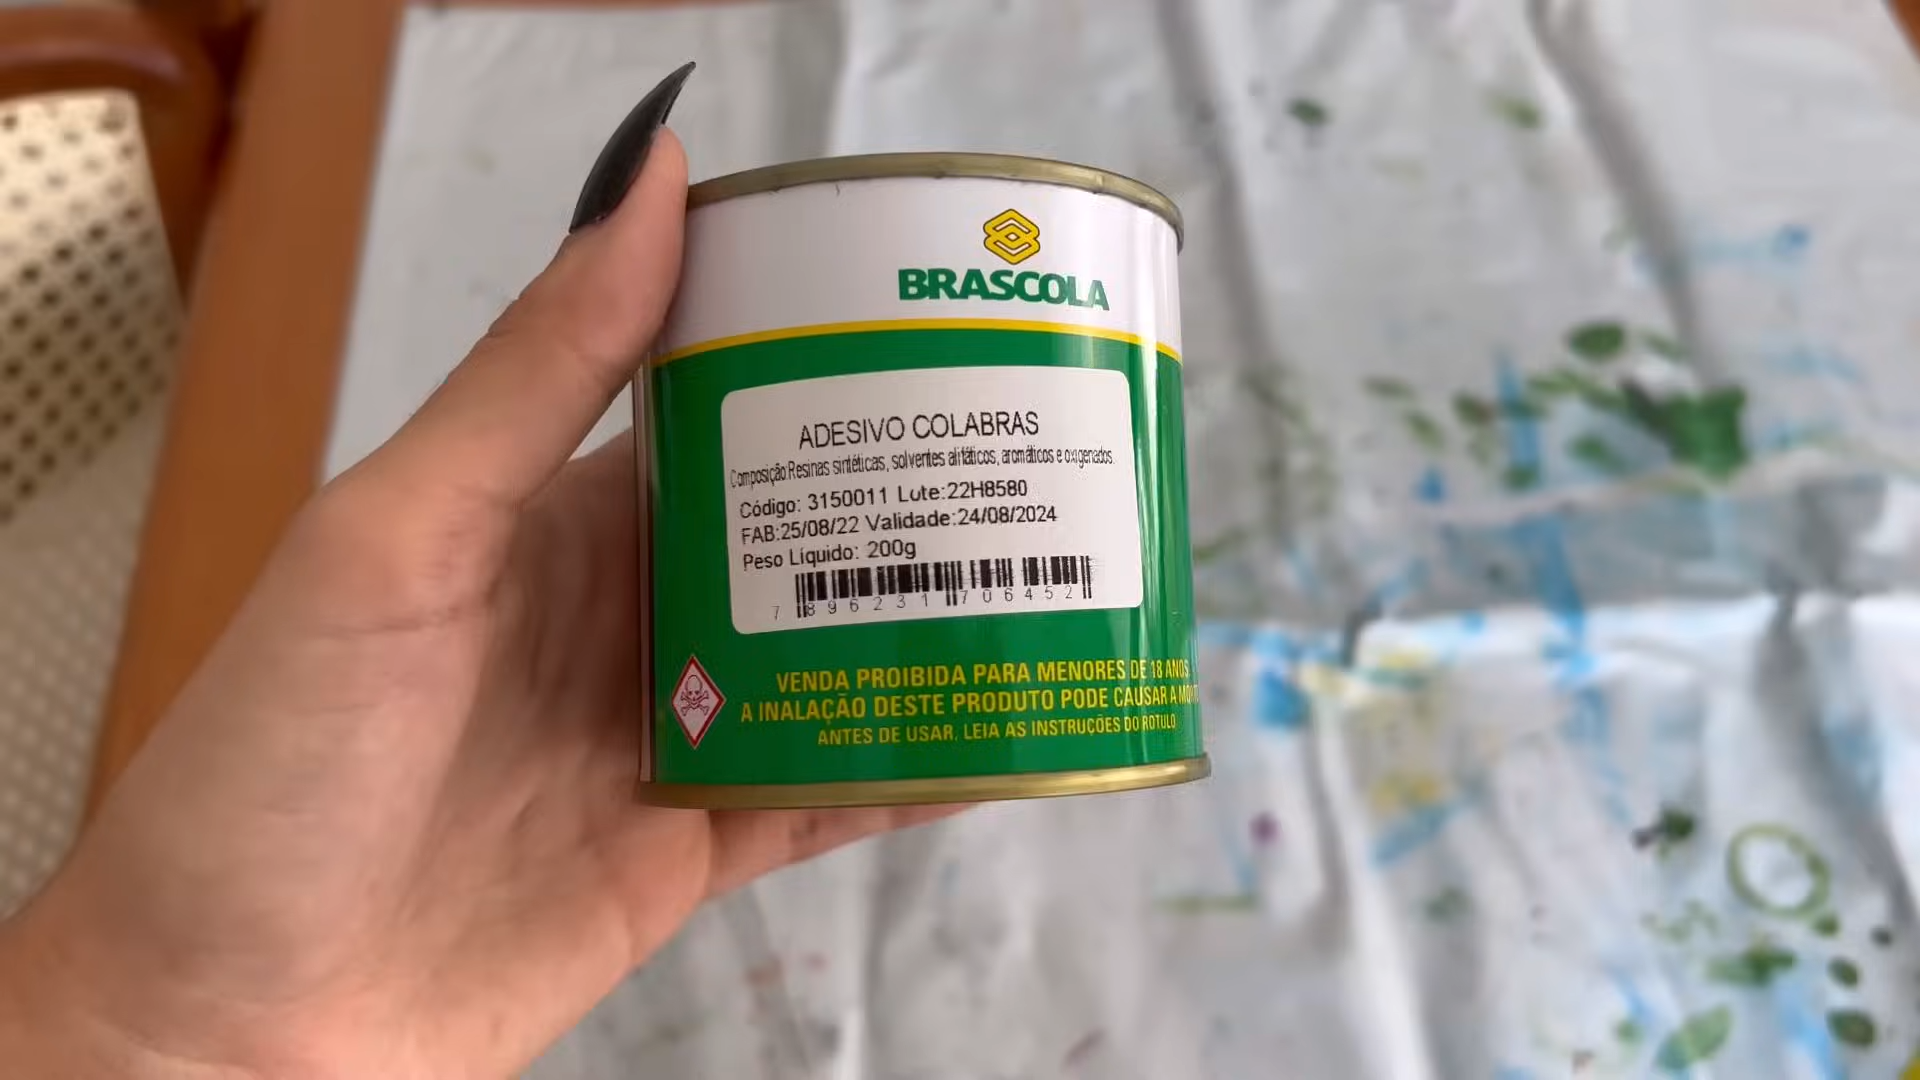 BRASCOLA
ADESIVO COLABRAS
Composição:Resinas sintéticas, solventes alifáticos, aromáticos e oxigenados.
Código: 3150011 Lote:22H8580
FAB:25/08/22 Validade:24/08/2024
Peso Líquido: 200g
7 896231 706452
VENDA PROIBIDA PARA MENORES DE 18 ANOS
A INALAÇÃO DESTE PRODUTO PODE CAUSAR A
ANTES DE USAR, LEIA AS INSTRUÇÕES DO RÓTULO